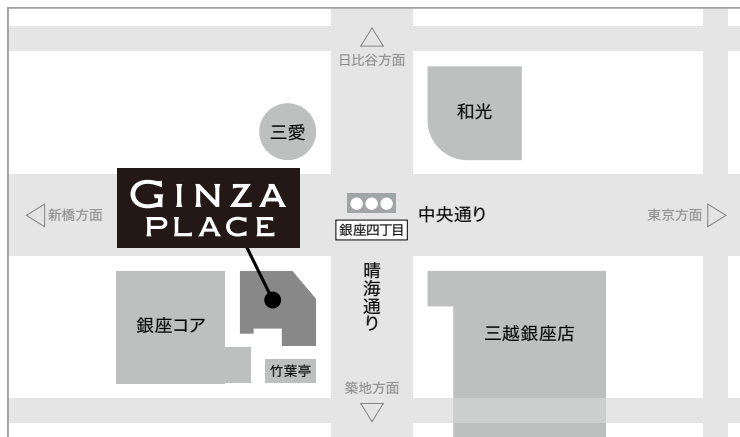 日比谷方面
三愛
和光
GINZA
PLACE
新橋方面
中央通り
東京方面
銀座四丁目
晴海通り
銀座コア
三越銀座店
竹葉亭
築地方面